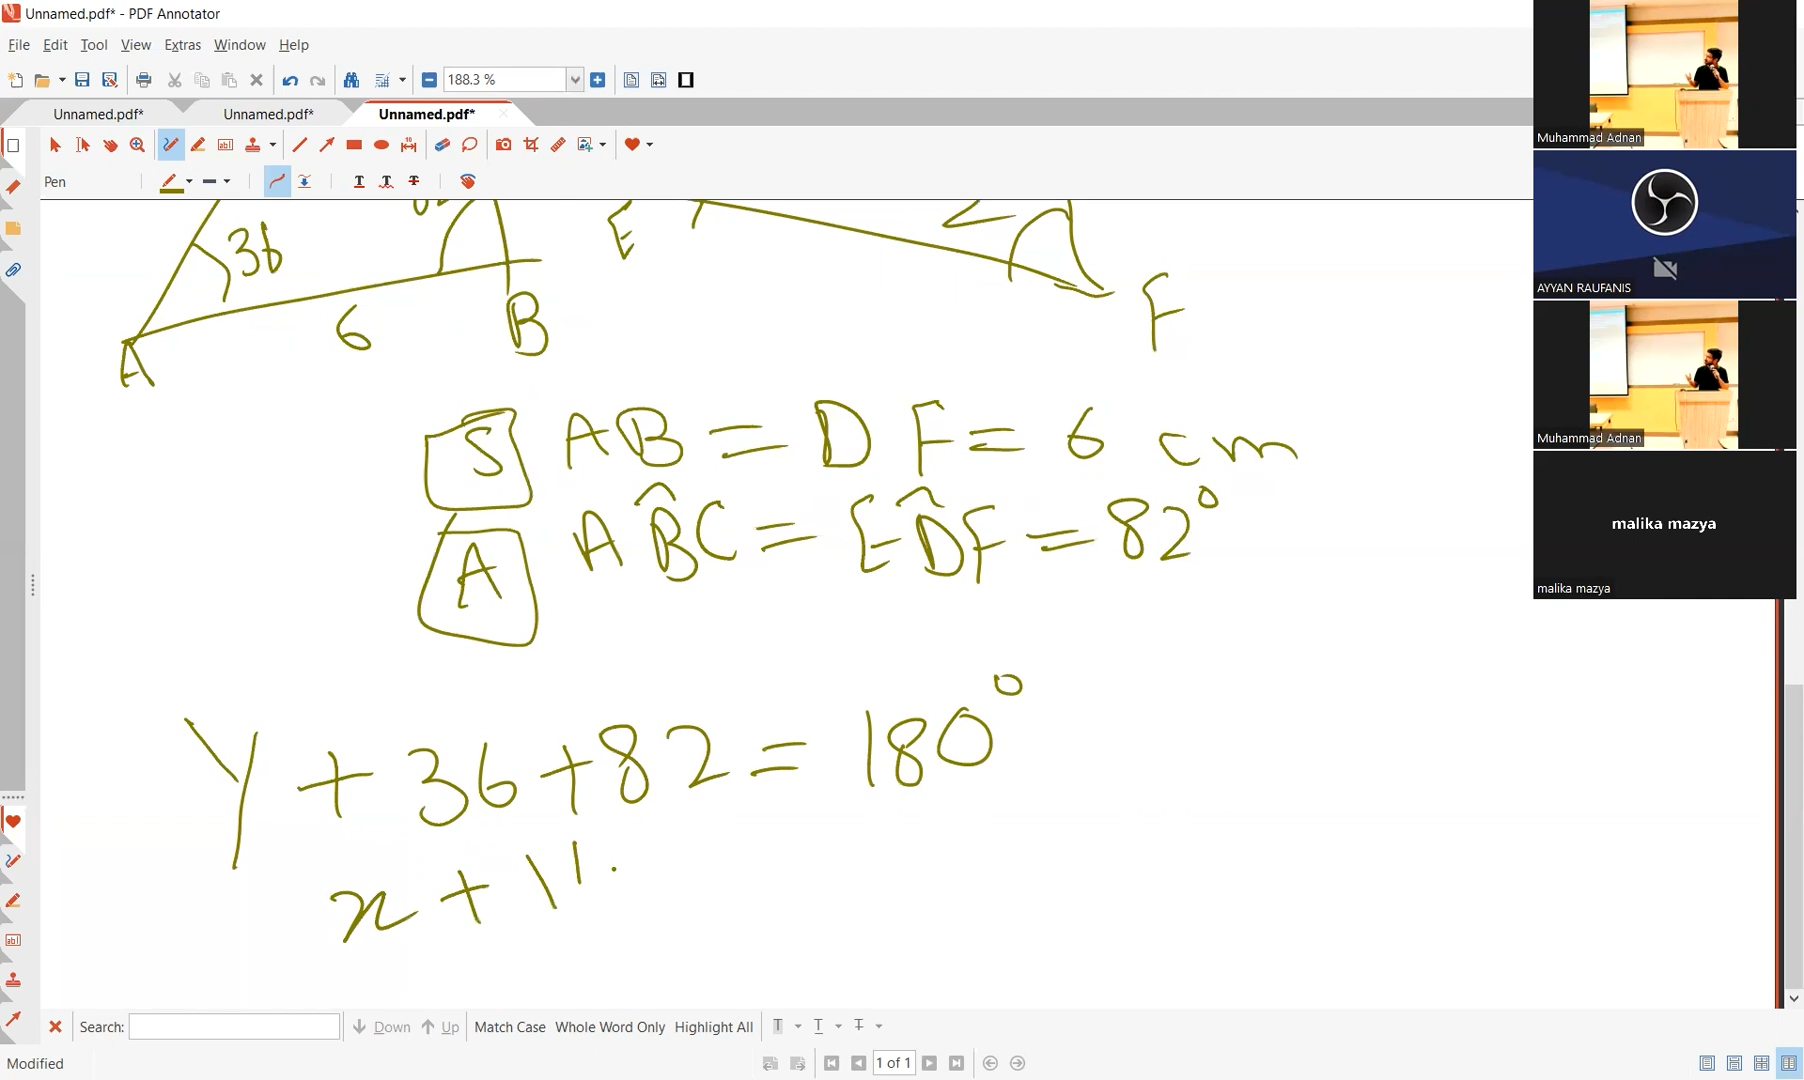 Unnamed.pdf* - PDF Annotator
File Edit Tool View Extras Window Help
188.3 %
Unnamed.pdf* Unnamed.pdf* Unnamed.pdf*
Pen
36
E
6
B
A
F
S AB = DF = 6 cm
A AB̂C = ED̂F = 82°
Y + 36 + 82 = 180°
x + 11
Muhammad Adnan
AYYAN RAUFANIS
Muhammad Adnan
malika mazya
malika mazya
Search: Down Up Match Case Whole Word Only Highlight All
Modified
1 of 1